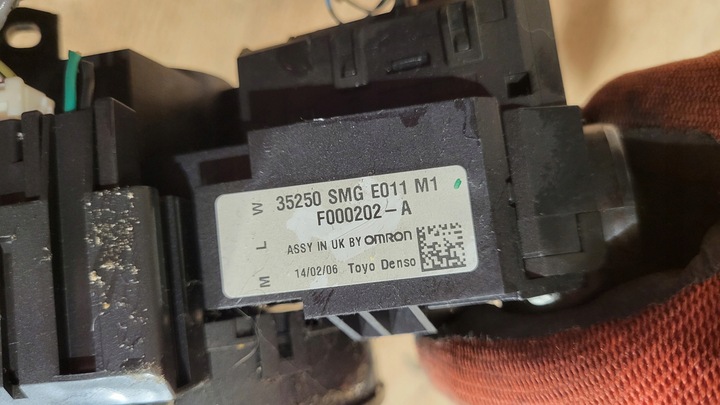 35250 SMG E011 M1
F000202-A
ASSY IN UK BY OMRON
14/02/06 Toyo Denso
M L W